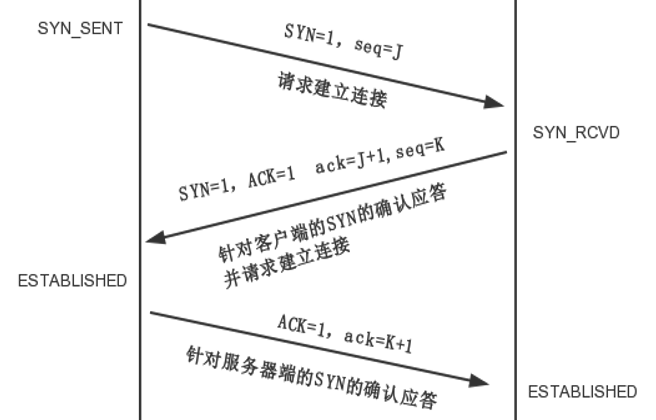 SYN_SENT
SYN=1, seq=J
请求建立连接
SYN_RCVD
SYN=1, ACK=1 ack=J+1,seq=K
针对客户端的SYN的确认应答
并请求建立连接
ESTABLISHED
ACK=1, ack=K+1
针对服务器端的SYN的确认应答
ESTABLISHED